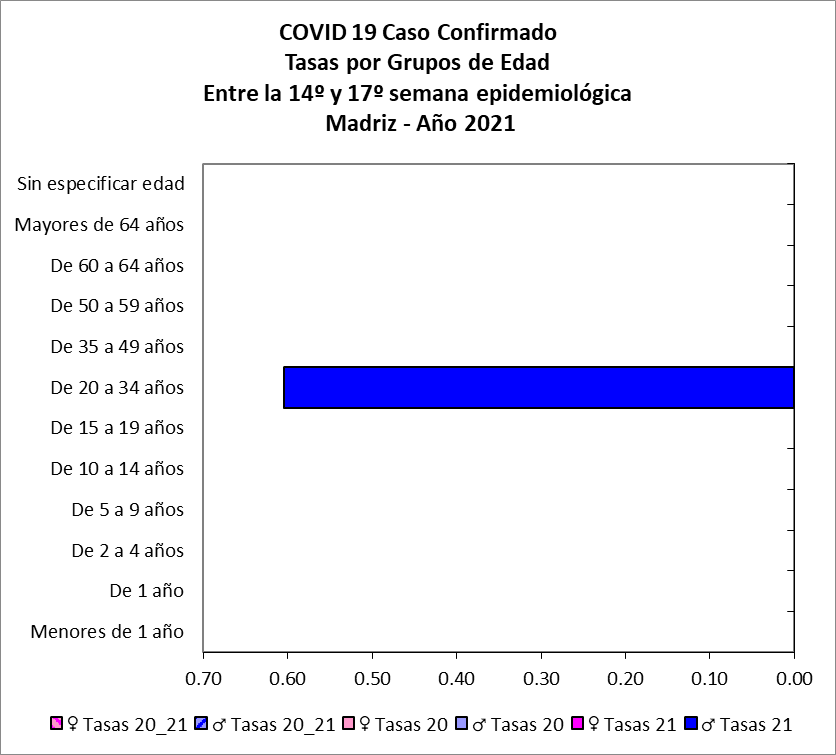 COVID 19 Caso Confirmado
Tasas por Grupos de Edad
Entre la 14º y 17º semana epidemiológica
Madriz - Año 2021
Sin especificar edad
Mayores de 64 años
De 60 a 64 años
De 50 a 59 años
De 35 a 49 años
De 20 a 34 años
De 15 a 19 años
De 10 a 14 años
De 5 a 9 años
De 2 a 4 años
De 1 año
Menores de 1 año
0.70 0.60 0.50 0.40 0.30 0.20 0.10 0.00
♀ Tasas 20_21 ♂ Tasas 20_21 ♀ Tasas 20 ♂ Tasas 20 ♀ Tasas 21 ♂ Tasas 21